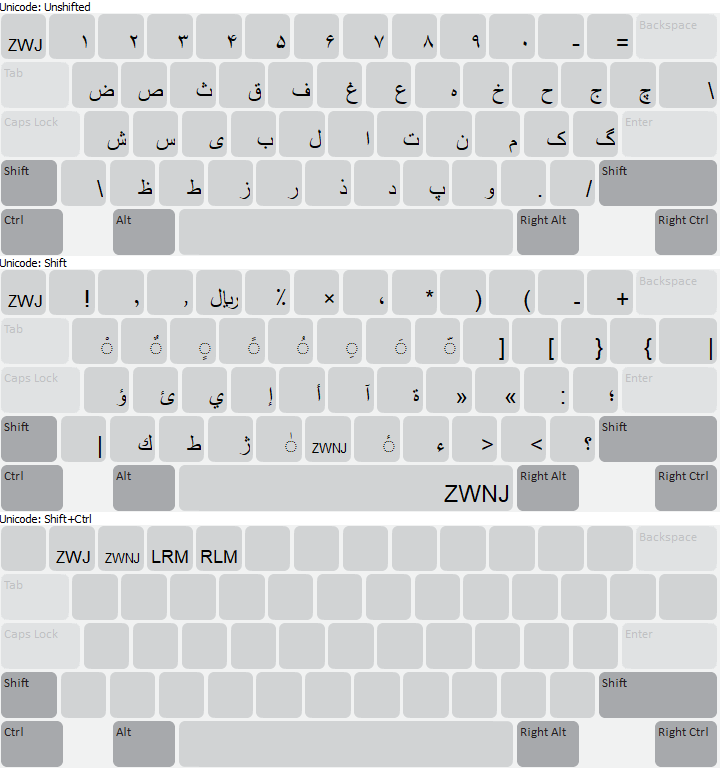 Unicode: Unshifted
ZWJ ۱ ۲ ۳ ۴ ۵ ۶ ۷ ۸ ۹ ۰ - = Backspace
Tab ض ص ث ق ف غ ع ه خ ح ج چ \
Caps Lock ش س ی ب ل ا ت ن م ک گ Enter
Shift \ ظ ط ز ر ذ د پ و . / Shift
Ctrl Alt Right Alt Right Ctrl
Unicode: Shift
ZWJ ! ٬ ٫ ﷼ ٪ × ، * ) ( - + Backspace
Tab ْ ٌ ٍ ً ُ ِ َ ّ ] [ } { |
Caps Lock ؤ ئ ي إ أ آ ة » « : ؛ Enter
Shift | ك ط ژ ٰ ZWNJ ٔ ء > < ؟ Shift
Ctrl Alt ZWNJ Right Alt Right Ctrl
Unicode: Shift+Ctrl
ZWJ ZWNJ LRM RLM Backspace
Tab
Caps Lock Enter
Shift Shift
Ctrl Alt Right Alt Right Ctrl